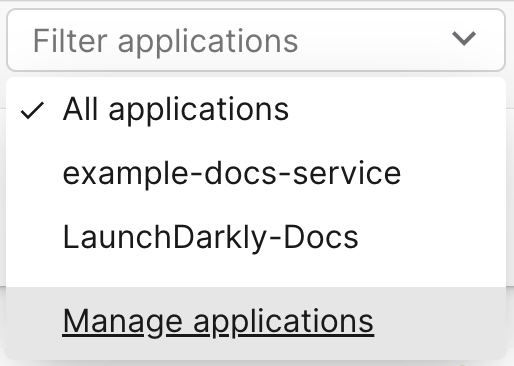 Filter applications
All applications
example-docs-service
LaunchDarkly-Docs
Manage applications